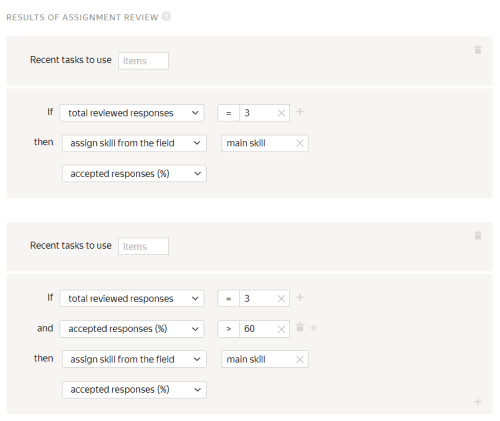 RESULTS OF ASSIGNMENT REVIEW ?
Recent tasks to use items
If total reviewed responses = 3
then assign skill from the field main skill
accepted responses (%)
Recent tasks to use items
If total reviewed responses = 3
and accepted responses (%) > 60
then assign skill from the field main skill
accepted responses (%)